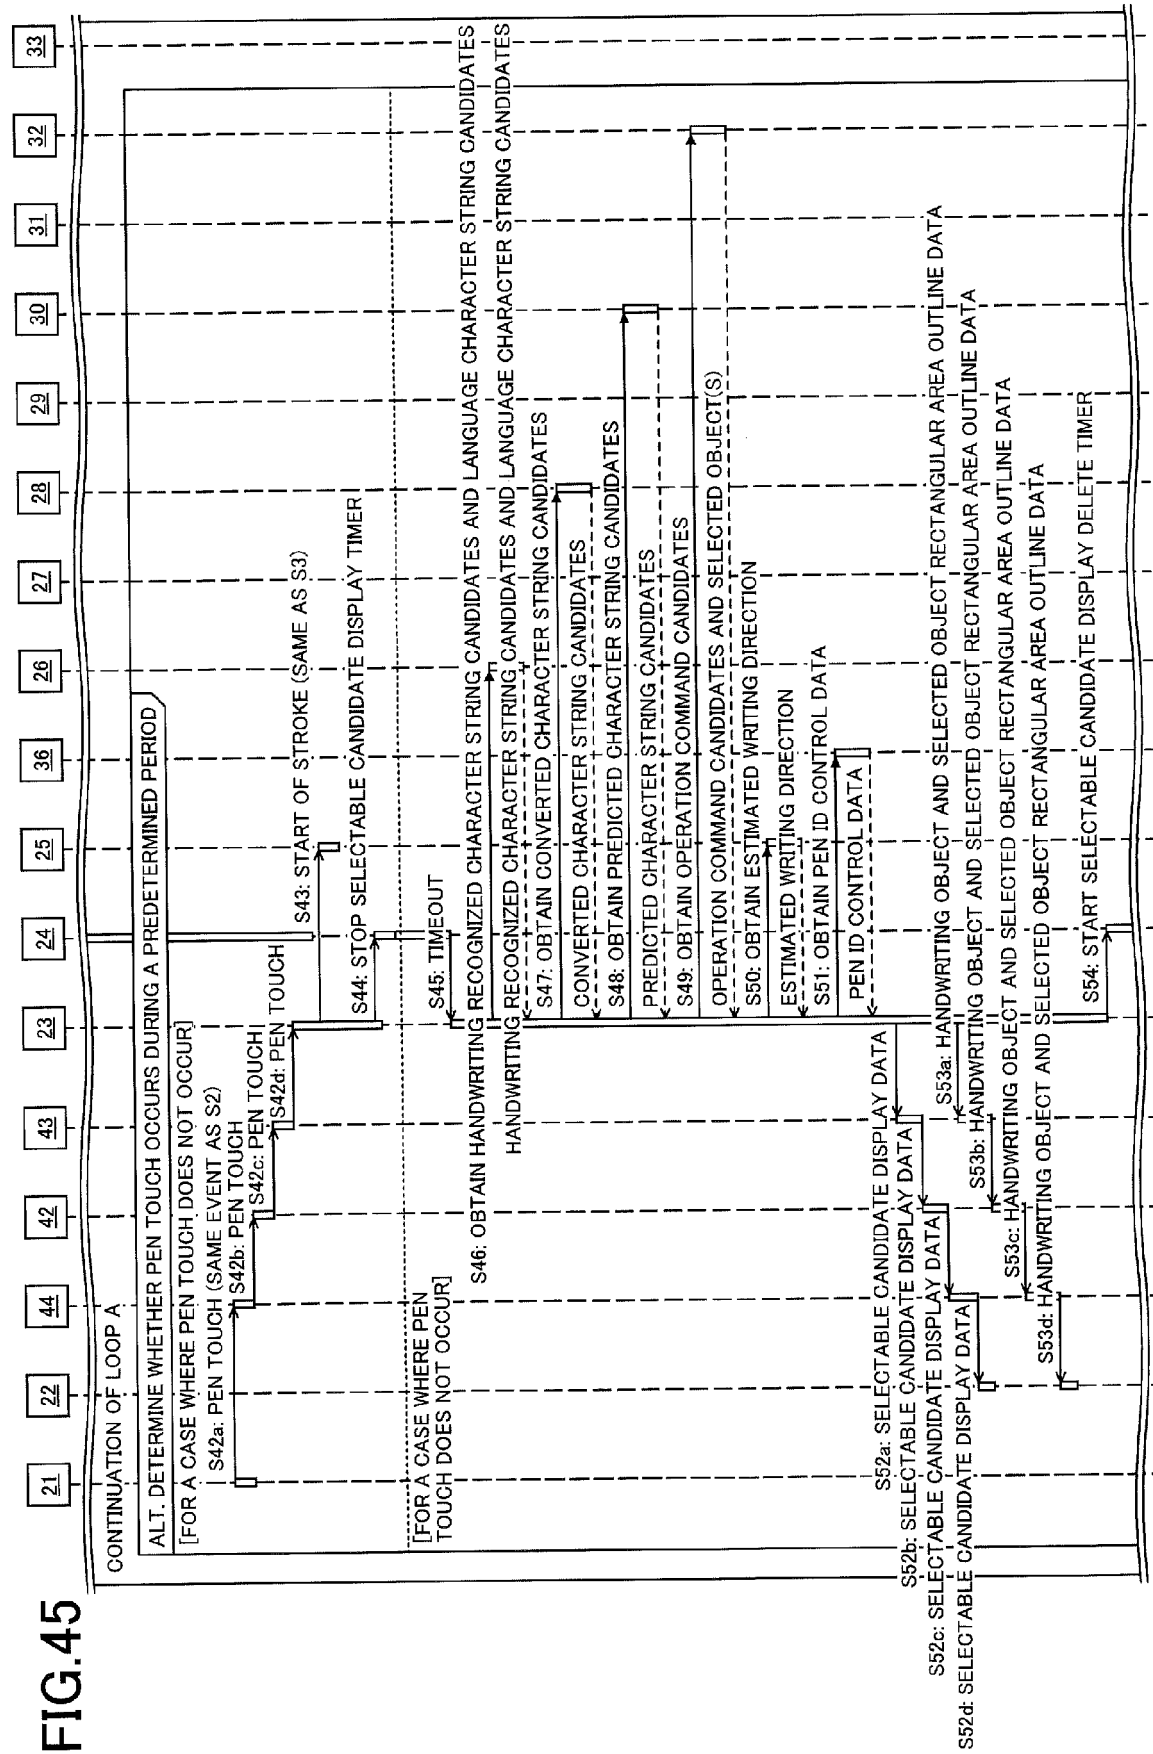 FIG.45
21
22
44
42
43
23
24
25
36
26
27
28
29
30
31
32
33
CONTINUATION OF LOOP A
ALT. DETERMINE WHETHER PEN TOUCH OCCURS DURING A PREDETERMINED PERIOD
[FOR A CASE WHERE PEN TOUCH DOES NOT OCCUR]
S42a: PEN TOUCH (SAME EVENT AS S2)
S42b: PEN TOUCH
S42c: PEN TOUCH
S42d: PEN TOUCH
S43: START OF STROKE (SAME AS S3)
S44: STOP SELECTABLE CANDIDATE DISPLAY TIMER
[FOR A CASE WHERE PEN
TOUCH DOES NOT OCCUR]
S45: TIMEOUT
S46: OBTAIN HANDWRITING RECOGNIZED CHARACTER STRING CANDIDATES AND LANGUAGE CHARACTER STRING CANDIDATES
HANDWRITING RECOGNIZED CHARACTER STRING CANDIDATES AND LANGUAGE CHARACTER STRING CANDIDATES
S47: OBTAIN CONVERTED CHARACTER STRING CANDIDATES
CONVERTED CHARACTER STRING CANDIDATES
S48: OBTAIN PREDICTED CHARACTER STRING CANDIDATES
PREDICTED CHARACTER STRING CANDIDATES
S49: OBTAIN OPERATION COMMAND CANDIDATES
OPERATION COMMAND CANDIDATES AND SELECTED OBJECT(S)
S50: OBTAIN ESTIMATED WRITING DIRECTION
ESTIMATED WRITING DIRECTION
S51: OBTAIN PEN ID CONTROL DATA
PEN ID CONTROL DATA
S52a: SELECTABLE CANDIDATE DISPLAY DATA
S52b: SELECTABLE CANDIDATE DISPLAY DATA
S52c: SELECTABLE CANDIDATE DISPLAY DATA
S52d: SELECTABLE CANDIDATE DISPLAY DATA
S53a: HANDWRITING OBJECT AND SELECTED OBJECT RECTANGULAR AREA OUTLINE DATA
S53b: HANDWRITING OBJECT AND SELECTED OBJECT RECTANGULAR AREA OUTLINE DATA
S53c: HANDWRITING OBJECT AND SELECTED OBJECT RECTANGULAR AREA OUTLINE DATA
S53d: HANDWRITING OBJECT AND SELECTED OBJECT RECTANGULAR AREA OUTLINE DATA
S54: START SELECTABLE CANDIDATE DISPLAY DELETE TIMER